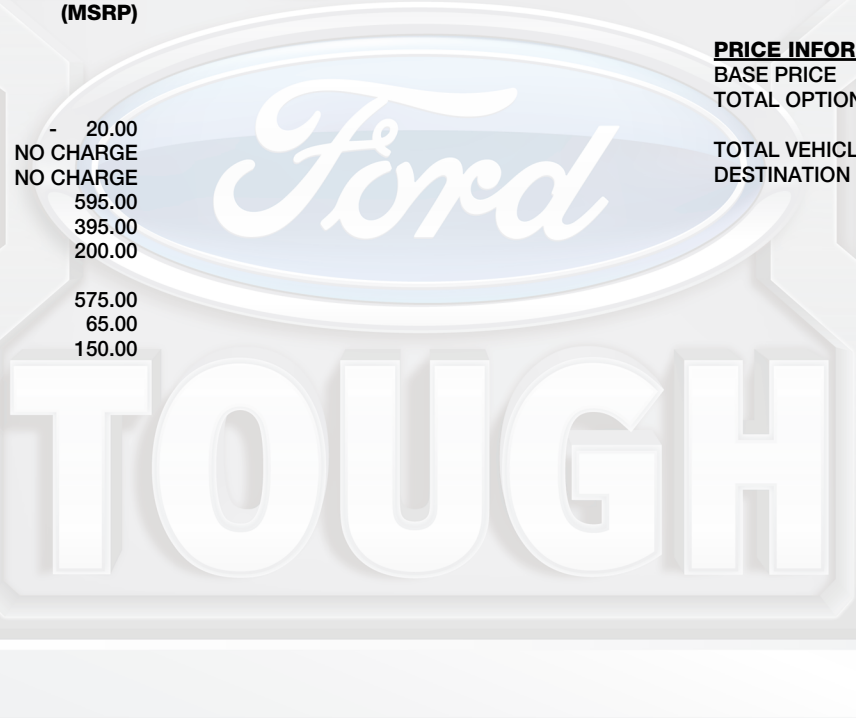 (MSRP)
- 20.00
NO CHARGE
NO CHARGE
595.00
395.00
200.00
575.00
65.00
150.00
PRICE INFOR
BASE PRICE
TOTAL OPTION
TOTAL VEHICL
DESTINATION
Ford
TOUGH